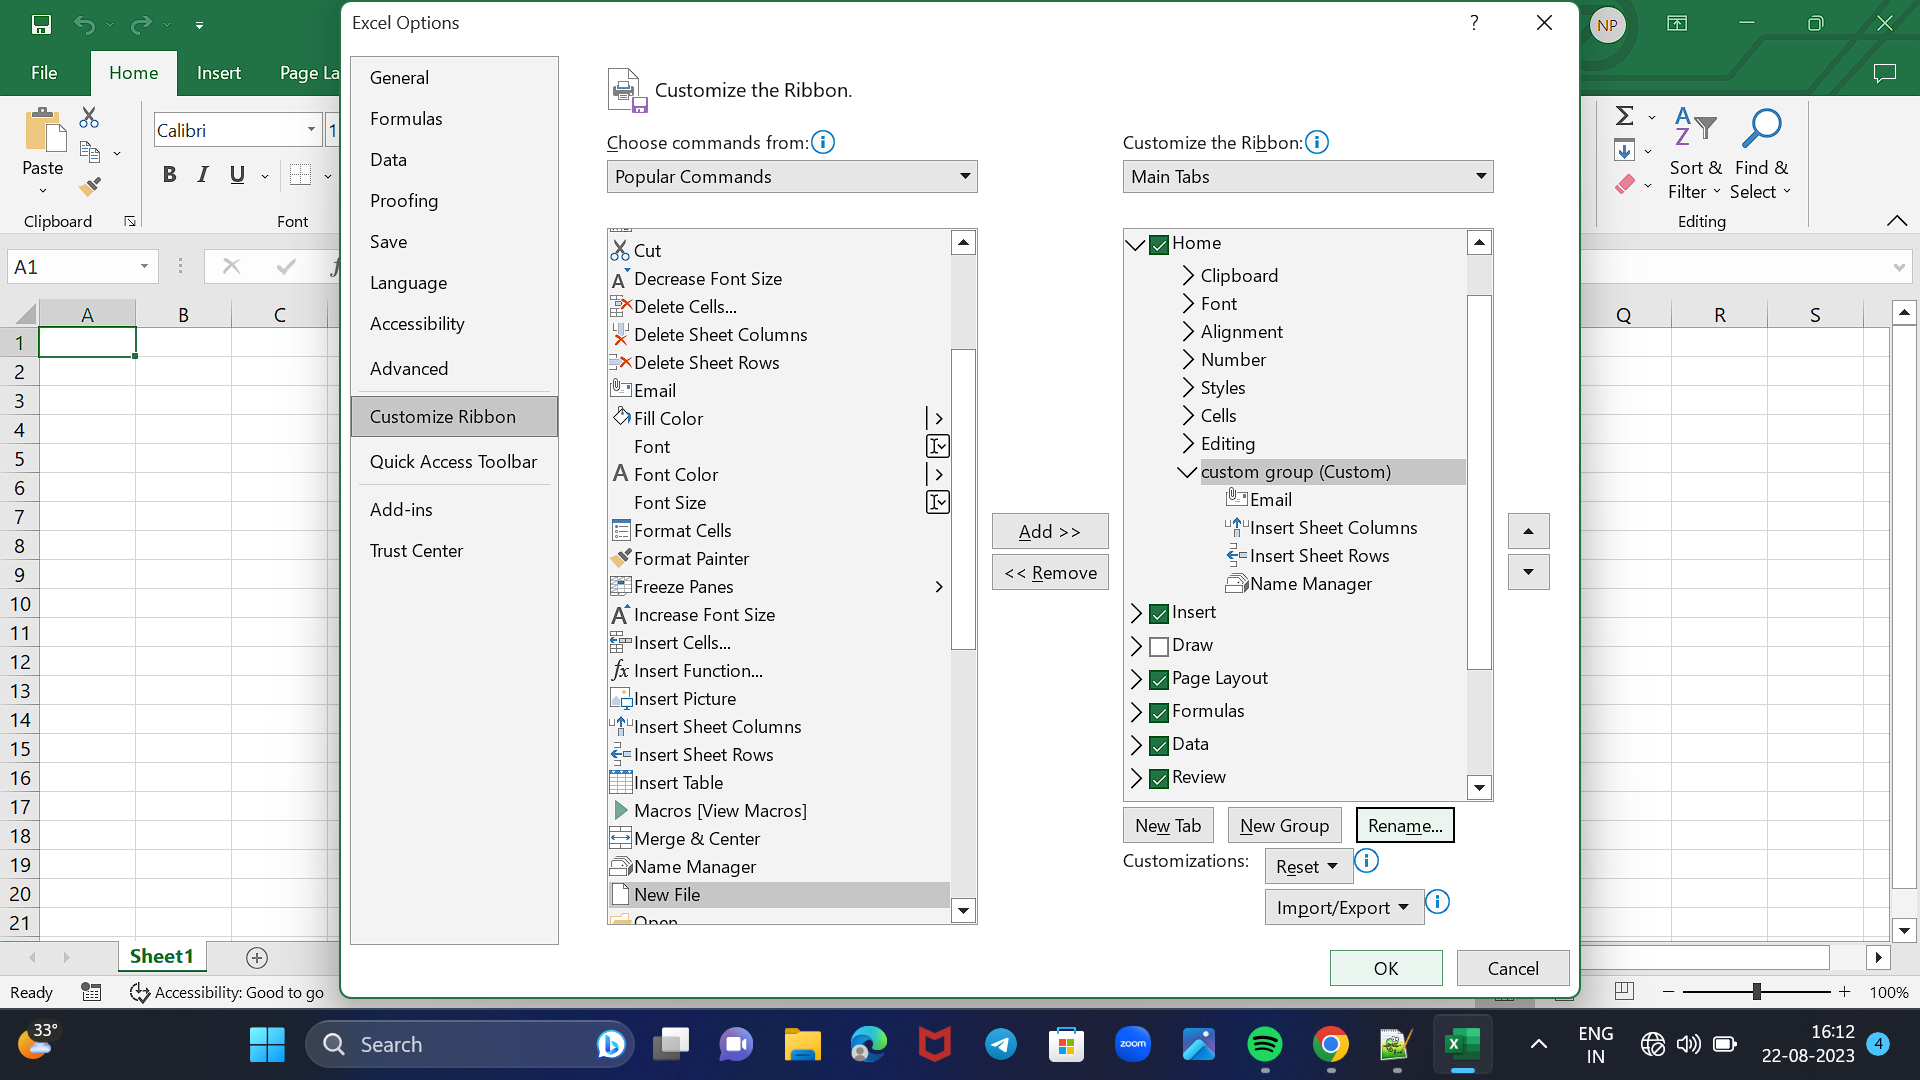 Excel Options
?
NP
File
Home
Insert
Page La
Paste
Clipboard
Calibri
1
B I U
Font
Σ
Sort &
Filter
Find &
Select
Editing
A1
A B C
Q R S
1
2
3
4
5
6
7
8
9
10
11
12
13
14
15
16
17
18
19
20
21
General
Formulas
Data
Proofing
Save
Language
Accessibility
Advanced
Customize Ribbon
Quick Access Toolbar
Add-ins
Trust Center
Customize the Ribbon.
Choose commands from:
Popular Commands
Cut
Decrease Font Size
Delete Cells...
Delete Sheet Columns
Delete Sheet Rows
Email
Fill Color
Font
Font Color
Font Size
Format Cells
Format Painter
Freeze Panes
Increase Font Size
Insert Cells...
Insert Function...
Insert Picture
Insert Sheet Columns
Insert Sheet Rows
Insert Table
Macros [View Macros]
Merge & Center
Name Manager
New File
Open
Add >>
<< Remove
Customize the Ribbon:
Main Tabs
Home
Clipboard
Font
Alignment
Number
Styles
Cells
Editing
custom group (Custom)
Email
Insert Sheet Columns
Insert Sheet Rows
Name Manager
Insert
Draw
Page Layout
Formulas
Data
Review
New Tab
New Group
Rename...
Customizations:
Reset
Import/Export
OK
Cancel
Sheet1
Ready
Accessibility: Good to go
100%
33°
Search
zoom
ENG
IN
16:12
22-08-2023
4